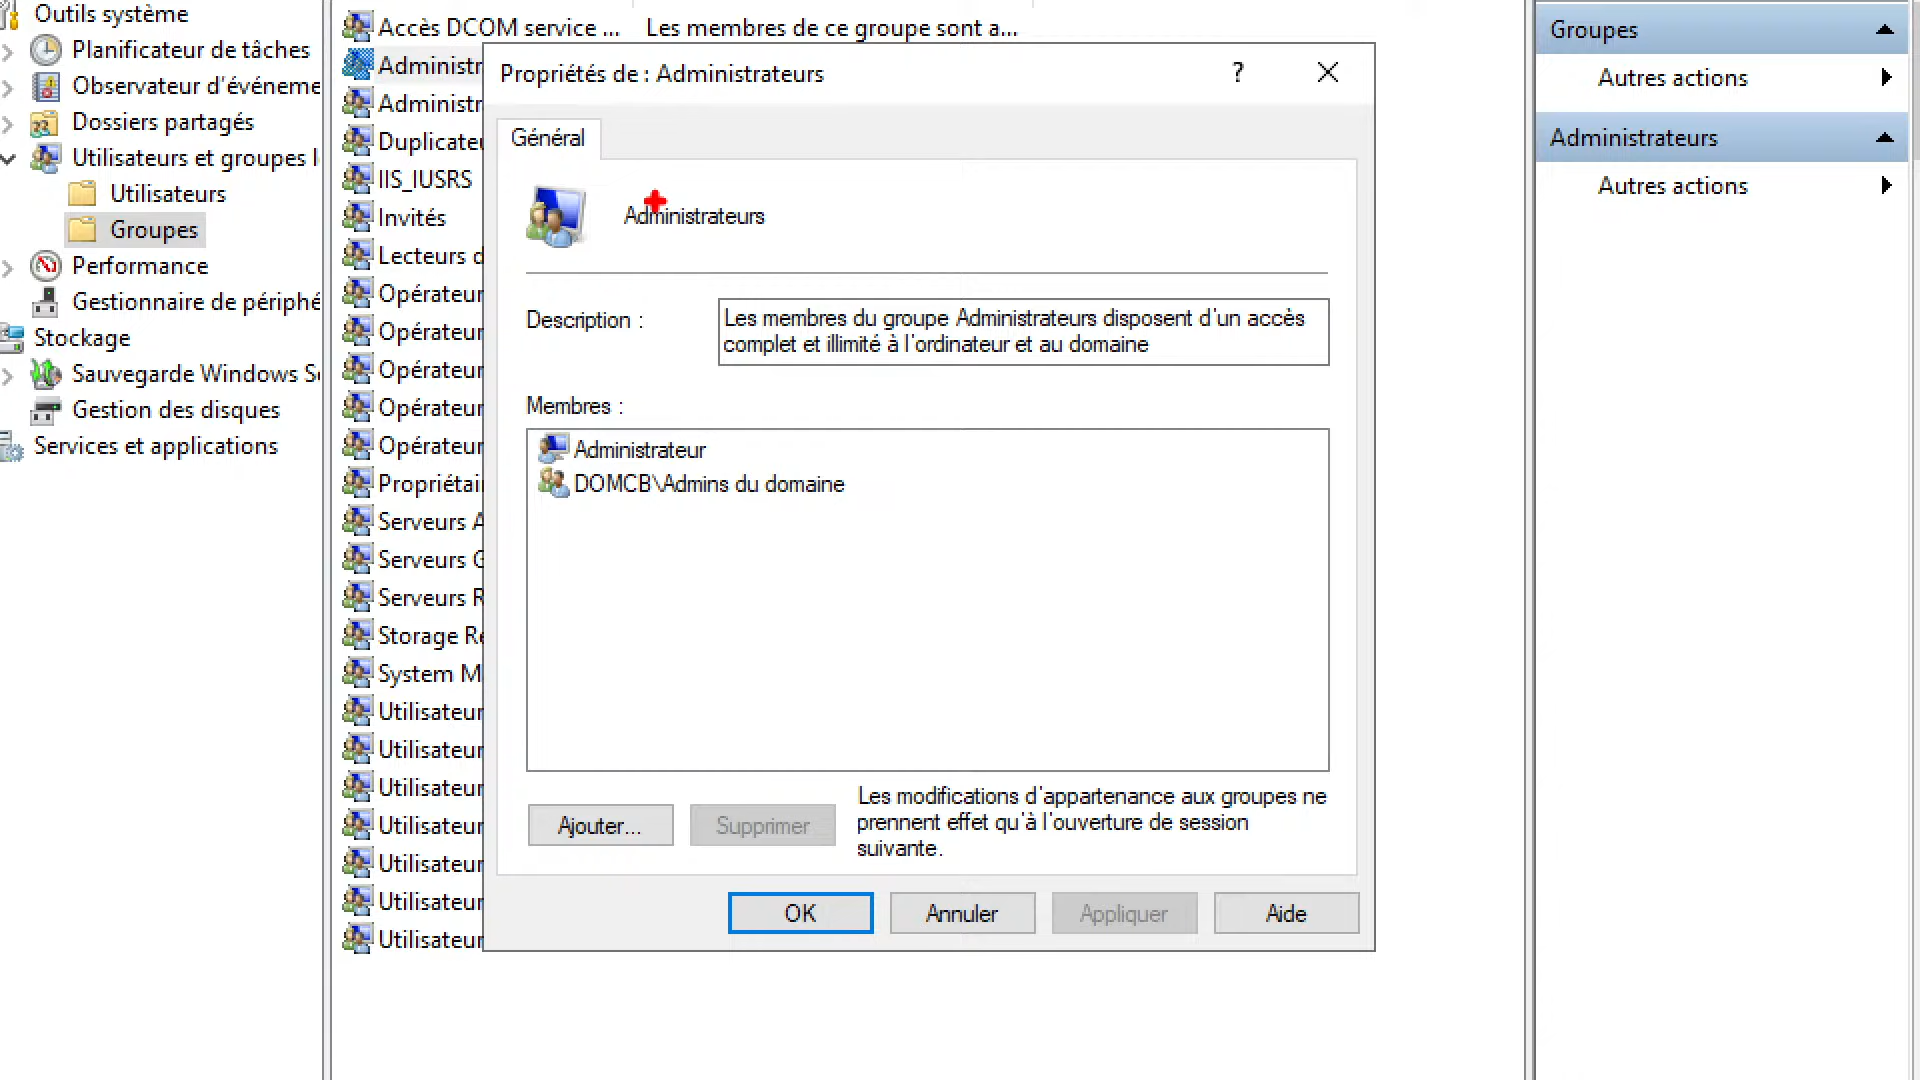 Outils système
Planificateur de tâches
Observateur d'événeme
Dossiers partagés
Utilisateurs et groupes l
Utilisateurs
Groupes
Performance
Gestionnaire de périphé
Stockage
Sauvegarde Windows Se
Gestion des disques
Services et applications
Accès DCOM service ... Les membres de ce groupe sont a...
Administr
Administr
Duplicateu
IIS_IUSRS
Invités
Lecteurs d
Opérateur
Opérateur
Opérateur
Opérateur
Opérateur
Propriétair
Serveurs A
Serveurs G
Serveurs R
Storage Re
System M
Utilisateur
Utilisateur
Utilisateur
Utilisateur
Utilisateur
Utilisateur
Utilisateur
Propriétés de : Administrateurs
?
Général
Administrateurs
Description :
Les membres du groupe Administrateurs disposent d'un accès
complet et illimité à l'ordinateur et au domaine
Membres :
Administrateur
DOMCB\Admins du domaine
Ajouter... Supprimer
Les modifications d'appartenance aux groupes ne
prennent effet qu'à l'ouverture de session
suivante.
OK Annuler Appliquer Aide
Groupes
Autres actions
Administrateurs
Autres actions